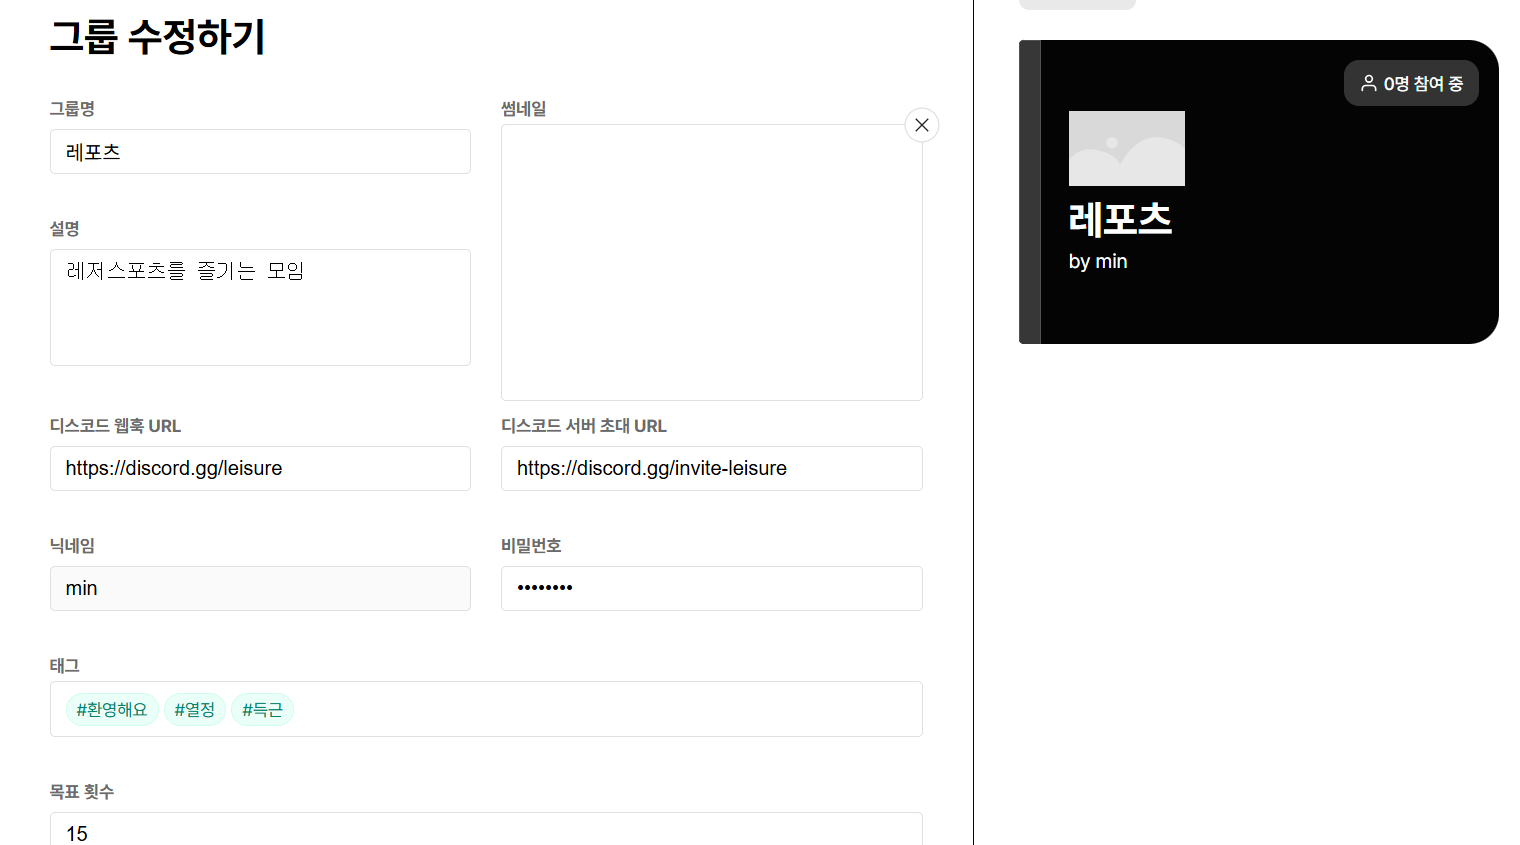 그룹 수정하기
그룹명
레포츠
썸네일
설명
레저스포츠를 즐기는 모임
디스코드 웹훅 URL
https://discord.gg/leisure
디스코드 서버 초대 URL
https://discord.gg/invite-leisure
닉네임
min
비밀번호
••••••••
태그
#환영해요 #열정 #득근
목표 횟수
15
0명 참여 중
레포츠
by min